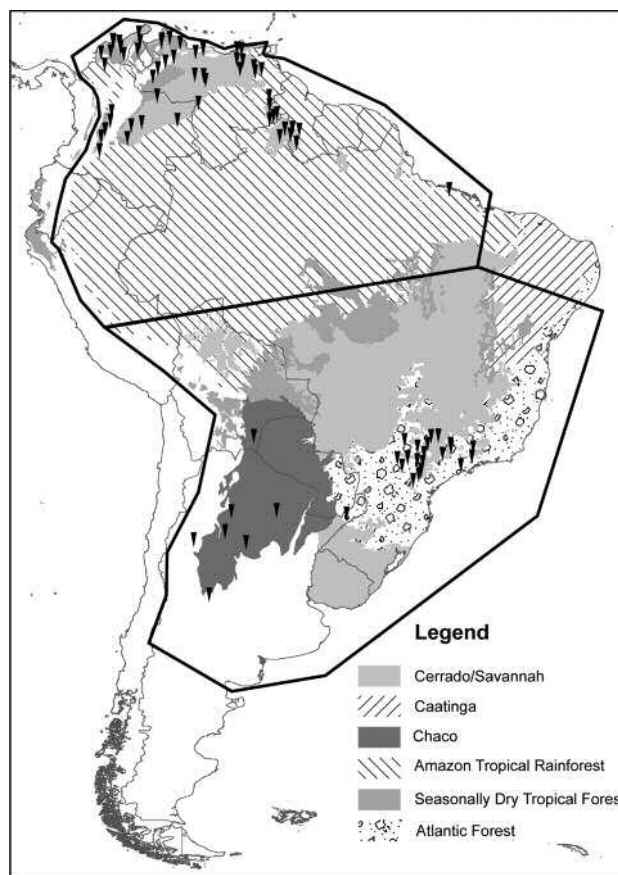 Legend
Cerrado/Savannah
Caatinga
Chaco
Amazon Tropical Rainforest
Seasonally Dry Tropical Fores
Atlantic Forest